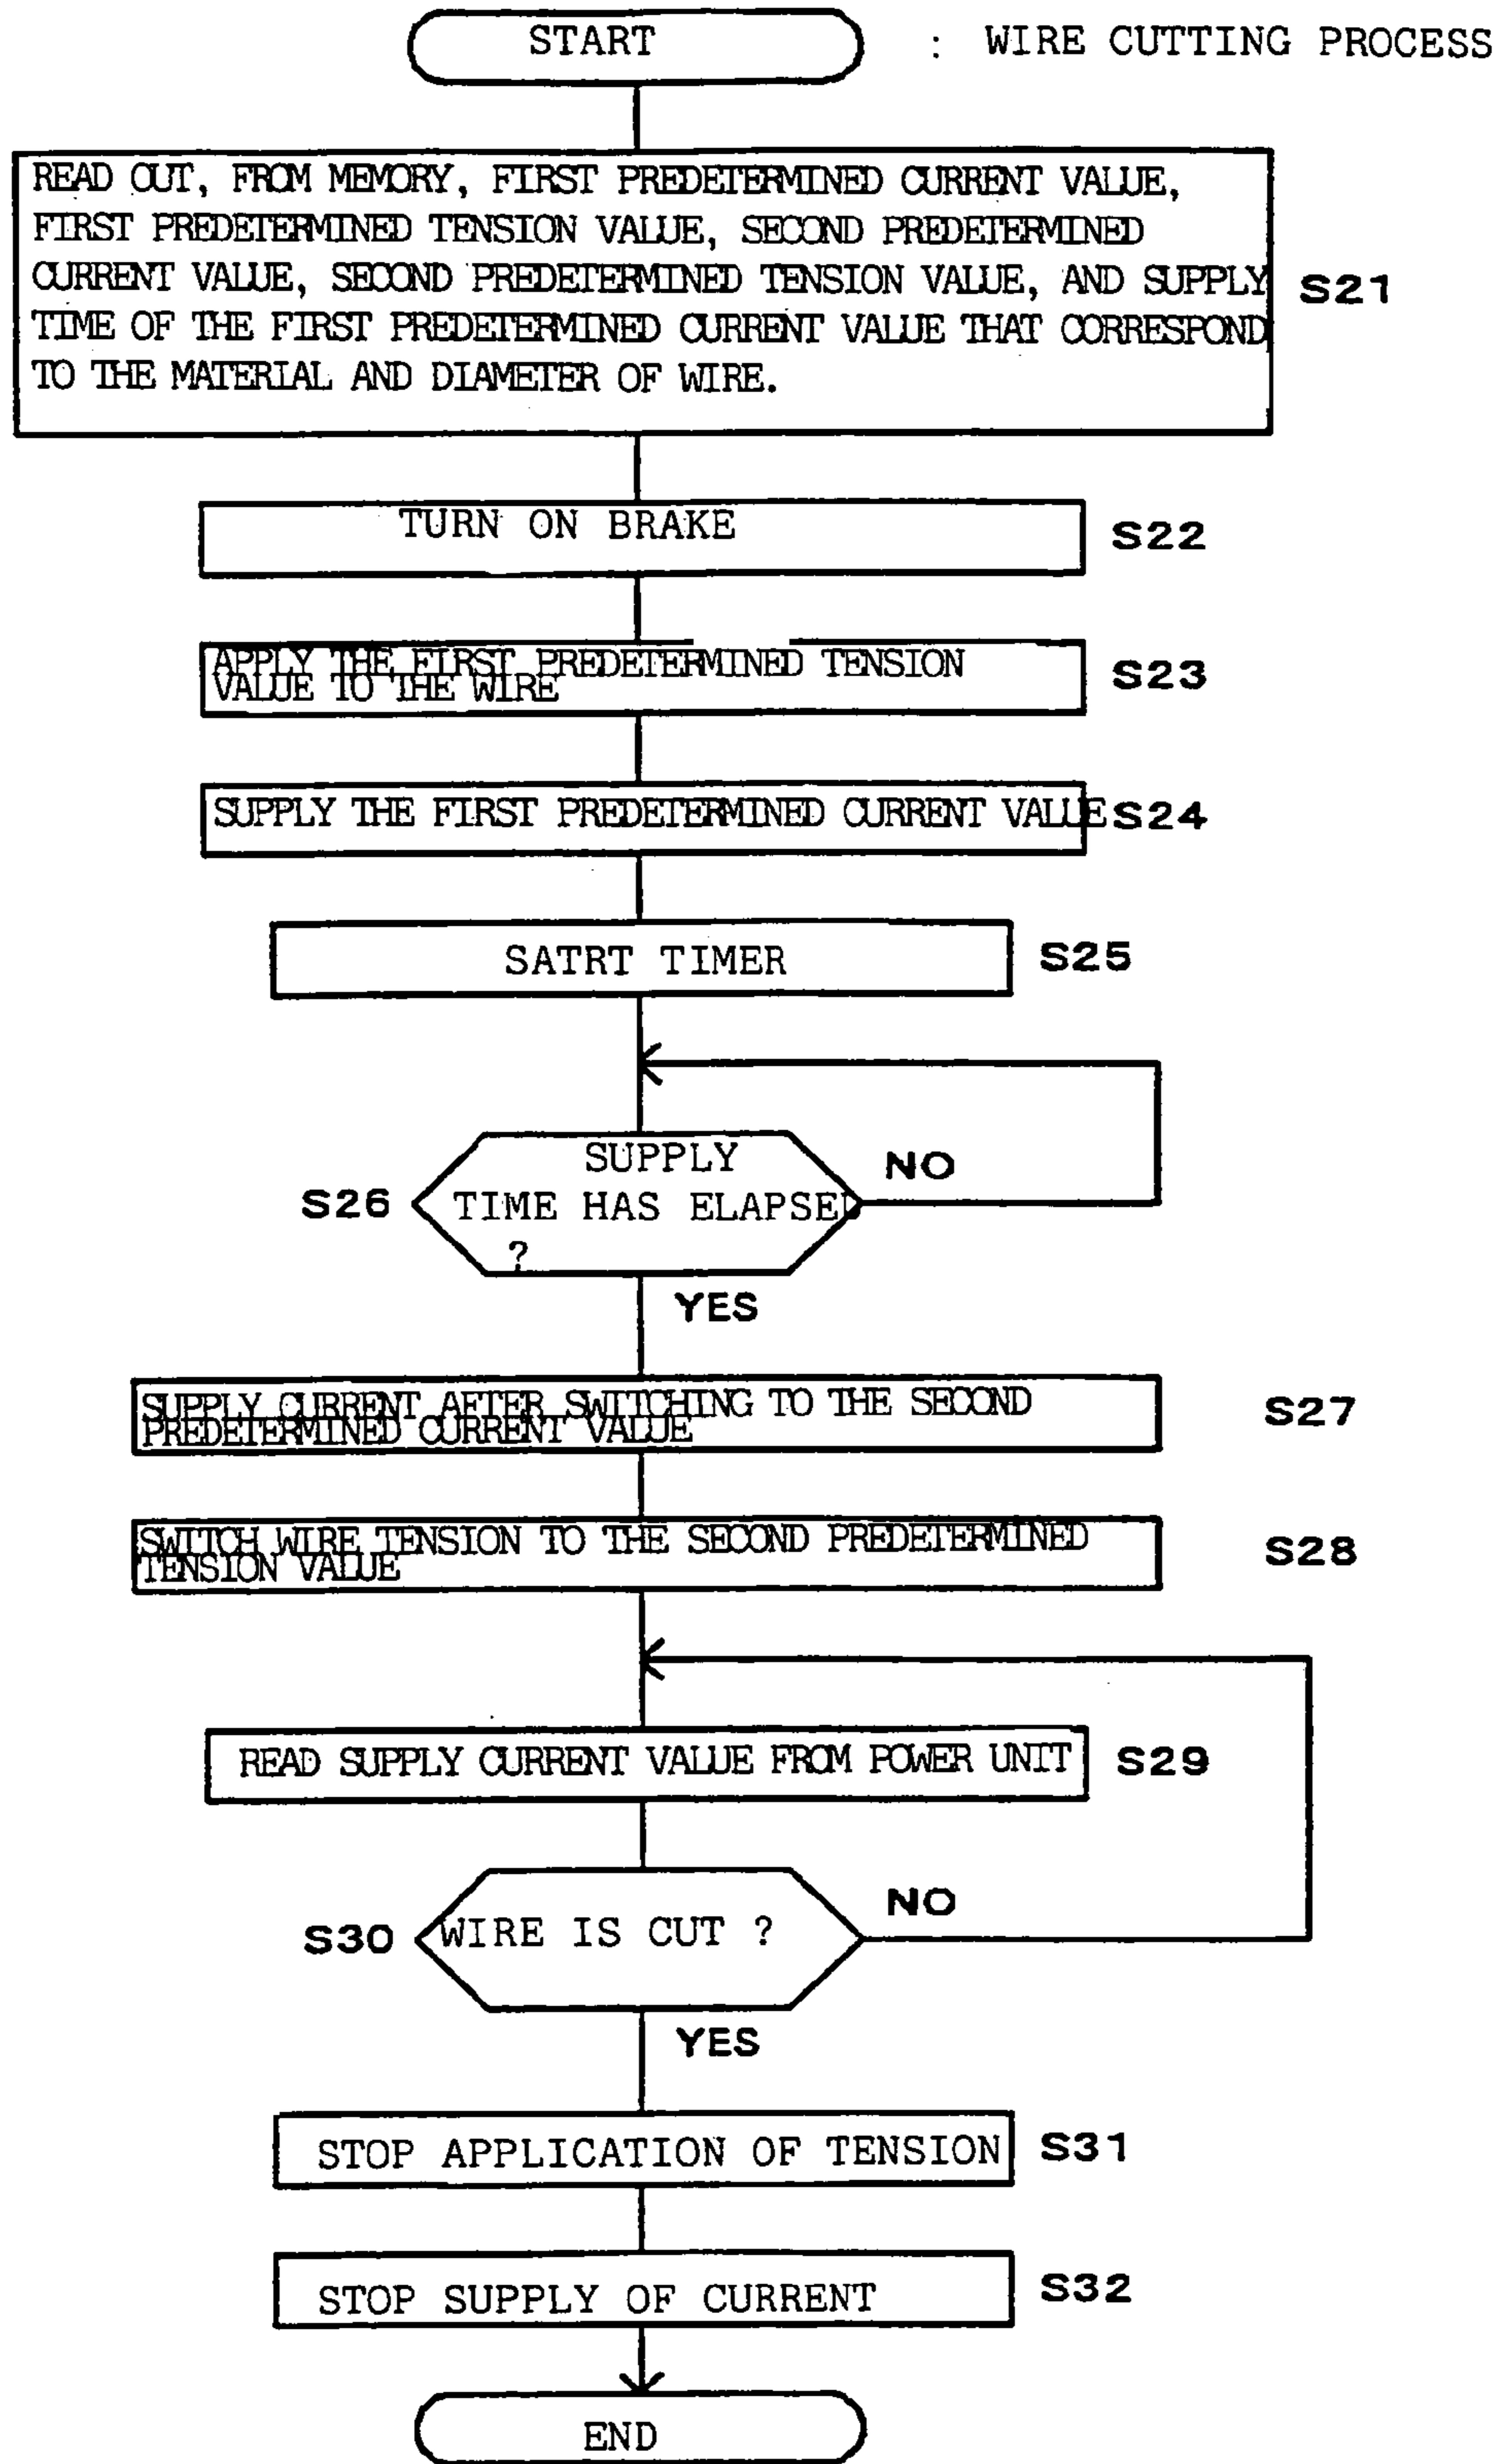 START : WIRE CUTTING PROCESS
READ OUT, FROM MEMORY, FIRST PREDETERMINED CURRENT VALUE,
FIRST PREDETERMINED TENSION VALUE, SECOND PREDETERMINED
CURRENT VALUE, SECOND PREDETERMINED TENSION VALUE, AND SUPPLY
TIME OF THE FIRST PREDETERMINED CURRENT VALUE THAT CORRESPOND
TO THE MATERIAL AND DIAMETER OF WIRE.
S21
TURN ON BRAKE S22
APPLY THE FIRST PREDETERMINED TENSION
VALUE TO THE WIRE
S23
SUPPLY THE FIRST PREDETERMINED CURRENT VALUE S24
SATRT TIMER S25
SUPPLY
TIME HAS ELAPSED
?
S26
NO
YES
SUPPLY CURRENT AFTER SWITCHING TO THE SECOND
PREDETERMINED CURRENT VALUE
S27
SWITCH WIRE TENSION TO THE SECOND PREDETERMINED
TENSION VALUE
S28
READ SUPPLY CURRENT VALUE FROM POWER UNIT S29
S30 WIRE IS CUT ? NO
YES
STOP APPLICATION OF TENSION S31
STOP SUPPLY OF CURRENT S32
END